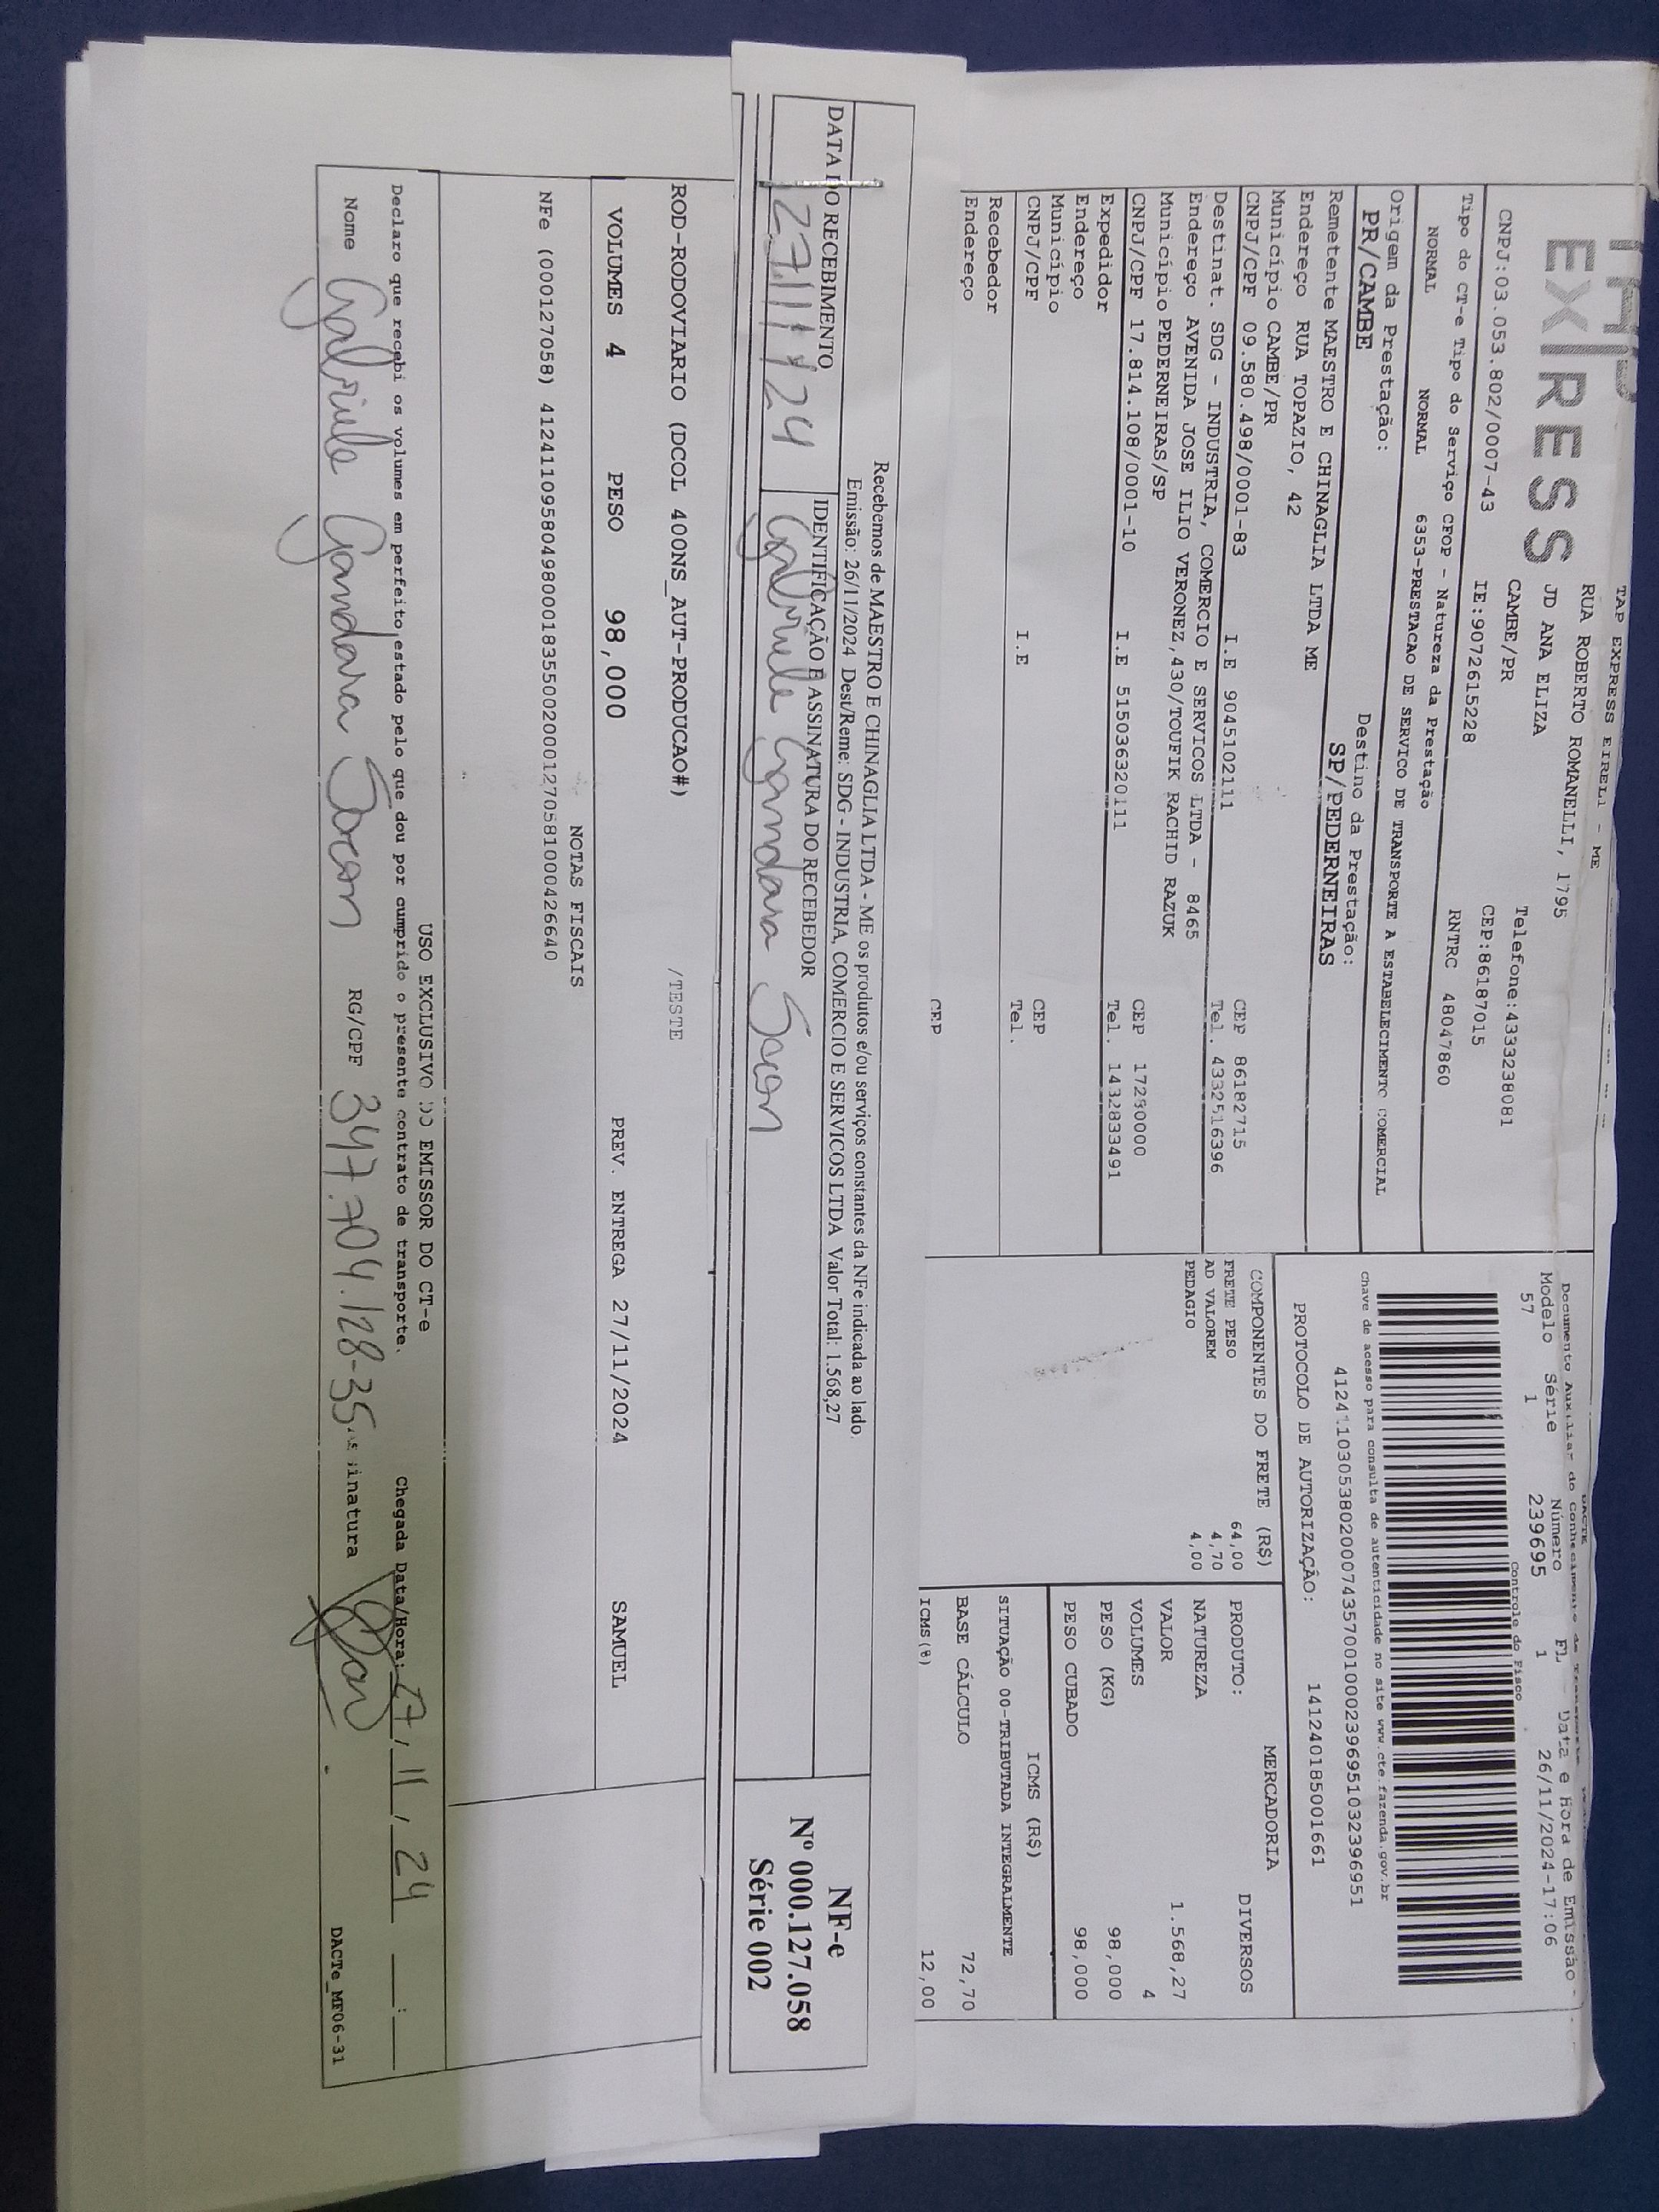 TAP
EXPRESS
TAP EXPRESS EIRELI - ME
RUA ROBERTO ROMANELLI, 1795
JD ANA ELIZA
CAMBE/PR
Telefone:4333238081
CNPJ:03.053.802/0007-43
IE:9072615228
CEP:86187015
Tipo do CT-e Tipo do Serviço CFOP - Natureza da Prestação
RNTRC 48047860
NORMAL NORMAL 6353-PRESTACAO DE SERVICO DE TRANSPORTE A ESTABELECIMENTO COMERCIAL
Origem da Prestação: Destino da Prestação:
PR/CAMBE SP/PEDERNEIRAS
Remetente MAESTRO E CHINAGLIA LTDA ME
Endereço RUA TOPAZIO, 42
Município CAMBE/PR CEP 86182715
CNPJ/CPF 09.580.498/0001-83 I.E 9045102111 Tel. 4332516396
Destinat. SDG - INDUSTRIA, COMERCIO E SERVICOS LTDA - 8465
Endereço AVENIDA JOSE ILIO VERONEZ,430/TOUFIK RACHID RAZUK
Município PEDERNEIRAS/SP CEP 17280000
CNPJ/CPF 17.814.108/0001-10 I.E 515036320111 Tel. 1432833491
Expedidor
Endereço
Município CEP
CNPJ/CPF I.E Tel.
Recebedor
Endereço
CEP
DACTE
Documento Auxiliar do Conhecimento de
Modelo Série Número FL Data e Hora de Emissão
57 1 239695 1 26/11/2024-17:06
Controle do Fisco
Chave de acesso para consulta de autenticidade no site www.cte.fazenda.gov.br
41241103053802000743570010002396951032396951
PROTOCOLO DE AUTORIZAÇÃO: 141240185001661
COMPONENTES DO FRETE (R$)
FRETE PESO 64,00
AD VALOREM 4,70
PEDAGIO 4,00
MERCADORIA
PRODUTO: DIVERSOS
NATUREZA
VALOR 1.568,27
VOLUMES 4
PESO (KG) 98,000
PESO CUBADO 98,000
ICMS (R$)
SITUAÇÃO 00-TRIBUTADA INTEGRALMENTE
BASE CÁLCULO 72,70
ICMS(%) 12,00
Recebemos de MAESTRO E CHINAGLIA LTDA - ME os produtos e/ou serviços constantes da NFe indicada ao lado.
Emissão: 26/11/2024 Dest/Reme: SDG - INDUSTRIA, COMERCIO E SERVICOS LTDA Valor Total: 1.568,27
DATA DO RECEBIMENTO IDENTIFICAÇÃO E ASSINATURA DO RECEBEDOR
27/11/24 Gabriele Gandara
NF-e
Nº 000.127.058
Série 002
ROD-RODOVIARIO (DCOL 400NS_AUT-PRODUCAO#) /TESTE
VOLUMES 4 PESO 98,000 PREV. ENTREGA 27/11/2024 SAMUEL
NOTAS FISCAIS
NFe (000127058) 41241109580498000183550020001270581000426640
USO EXCLUSIVO DO EMISSOR DO CT-e
Declaro que recebi os volumes em perfeito estado pelo que dou por cumprido o presente contrato de transporte. Chegada Data/Hora: 27/11/24 __:__
Nome Gabriele Gandara RG/CPF 347.704.128-35 Assinatura
DACTe_MF06-31